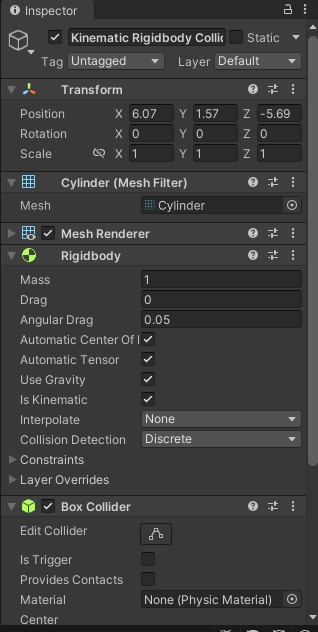 Inspector
Kinematic Rigidbody Collid Static
Tag Untagged Layer Default
Transform
Position X 6.07 Y 1.57 Z -5.69
Rotation X 0 Y 0 Z 0
Scale X 1 Y 1 Z 1
Cylinder (Mesh Filter)
Mesh Cylinder
Mesh Renderer
Rigidbody
Mass 1
Drag 0
Angular Drag 0.05
Automatic Center Of
Automatic Tensor
Use Gravity
Is Kinematic
Interpolate None
Collision Detection Discrete
Constraints
Layer Overrides
Box Collider
Edit Collider
Is Trigger
Provides Contacts
Material None (Physic Material)
Center